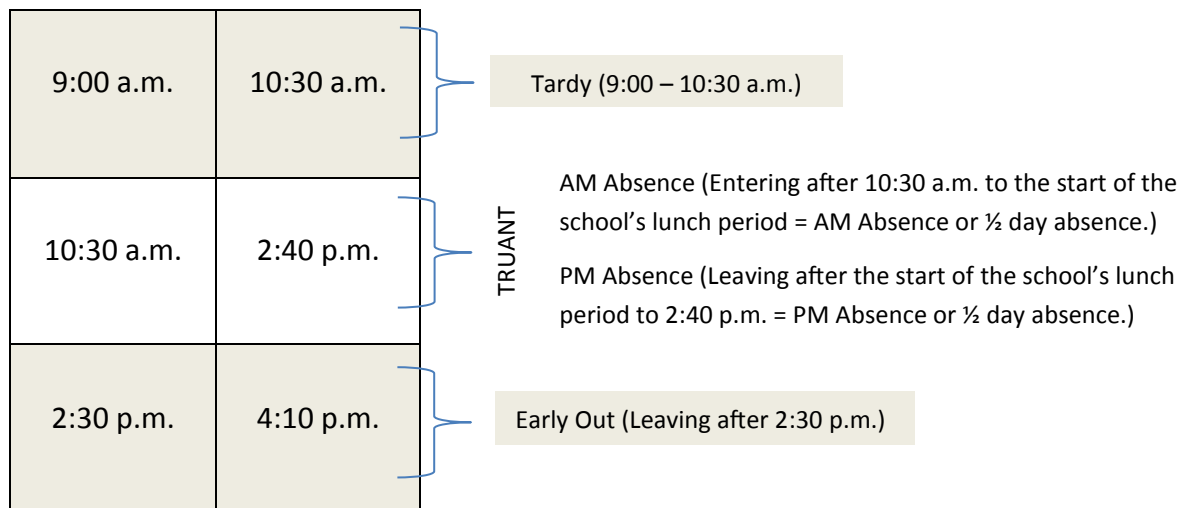 9:00 a.m. 10:30 a.m.
Tardy (9:00 – 10:30 a.m.)
10:30 a.m. 2:40 p.m.
TRUANT
AM Absence (Entering after 10:30 a.m. to the start of the
school’s lunch period = AM Absence or ½ day absence.)
PM Absence (Leaving after the start of the school’s lunch
period to 2:40 p.m. = PM Absence or ½ day absence.)
2:30 p.m. 4:10 p.m.
Early Out (Leaving after 2:30 p.m.)